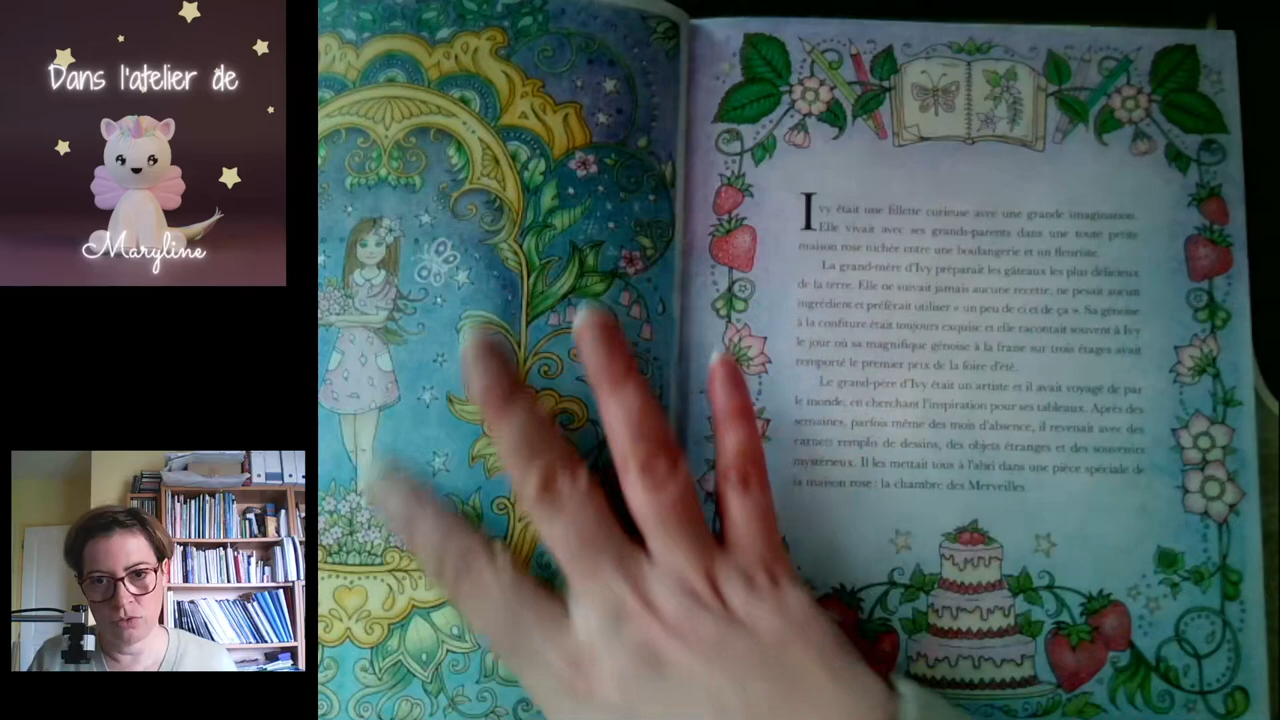 Dans l'atelier de
Maryline
Ivy était une fillette curieuse avec une grande imagination.
Elle vivait avec ses grands-parents dans une toute petite
maison rose nichée entre une boulangerie et un fleuriste.
La grand-mère d'Ivy préparait les gâteaux les plus délicieux
de la terre. Elle ne suivait jamais aucune recette, ne pesait aucun
ingrédient et préférait utiliser « un peu de ci et de ça ». Sa génoise
à la confiture était toujours exquise et elle racontait souvent à Ivy
le jour où sa magnifique génoise à la fraise sur trois étages avait
remporté le premier prix de la foire d'été.
Le grand-père d'Ivy était un artiste et il avait voyagé de par
le monde, en cherchant l'inspiration pour ses tableaux. Après des
semaines, parfois même des mois d'absence, il revenait avec des
carnets remplis de dessins, des objets étranges et des souvenirs
mystérieux. Il les mettait tous à l'abri dans une pièce spéciale de
la maison rose : la chambre des Merveilles.